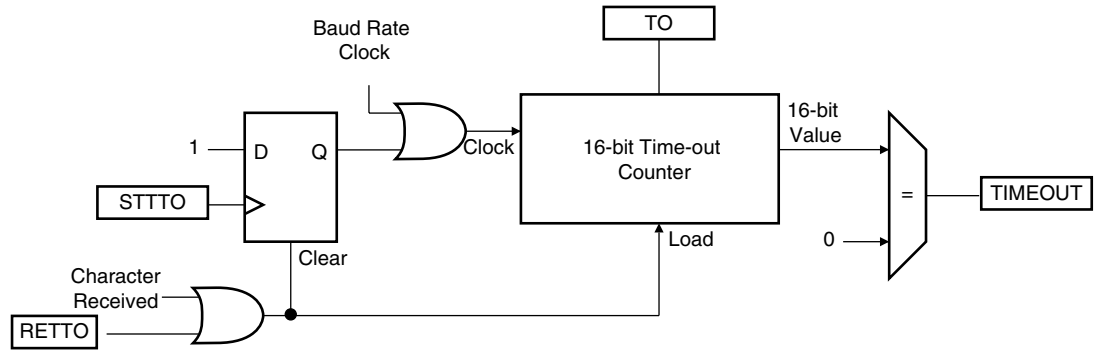 TO
Baud Rate
Clock
16-bit
Value
1
D
Q
Clock
16-bit Time-out
Counter
STTTO
=
TIMEOUT
Clear
Load
0
Character
Received
RETTO